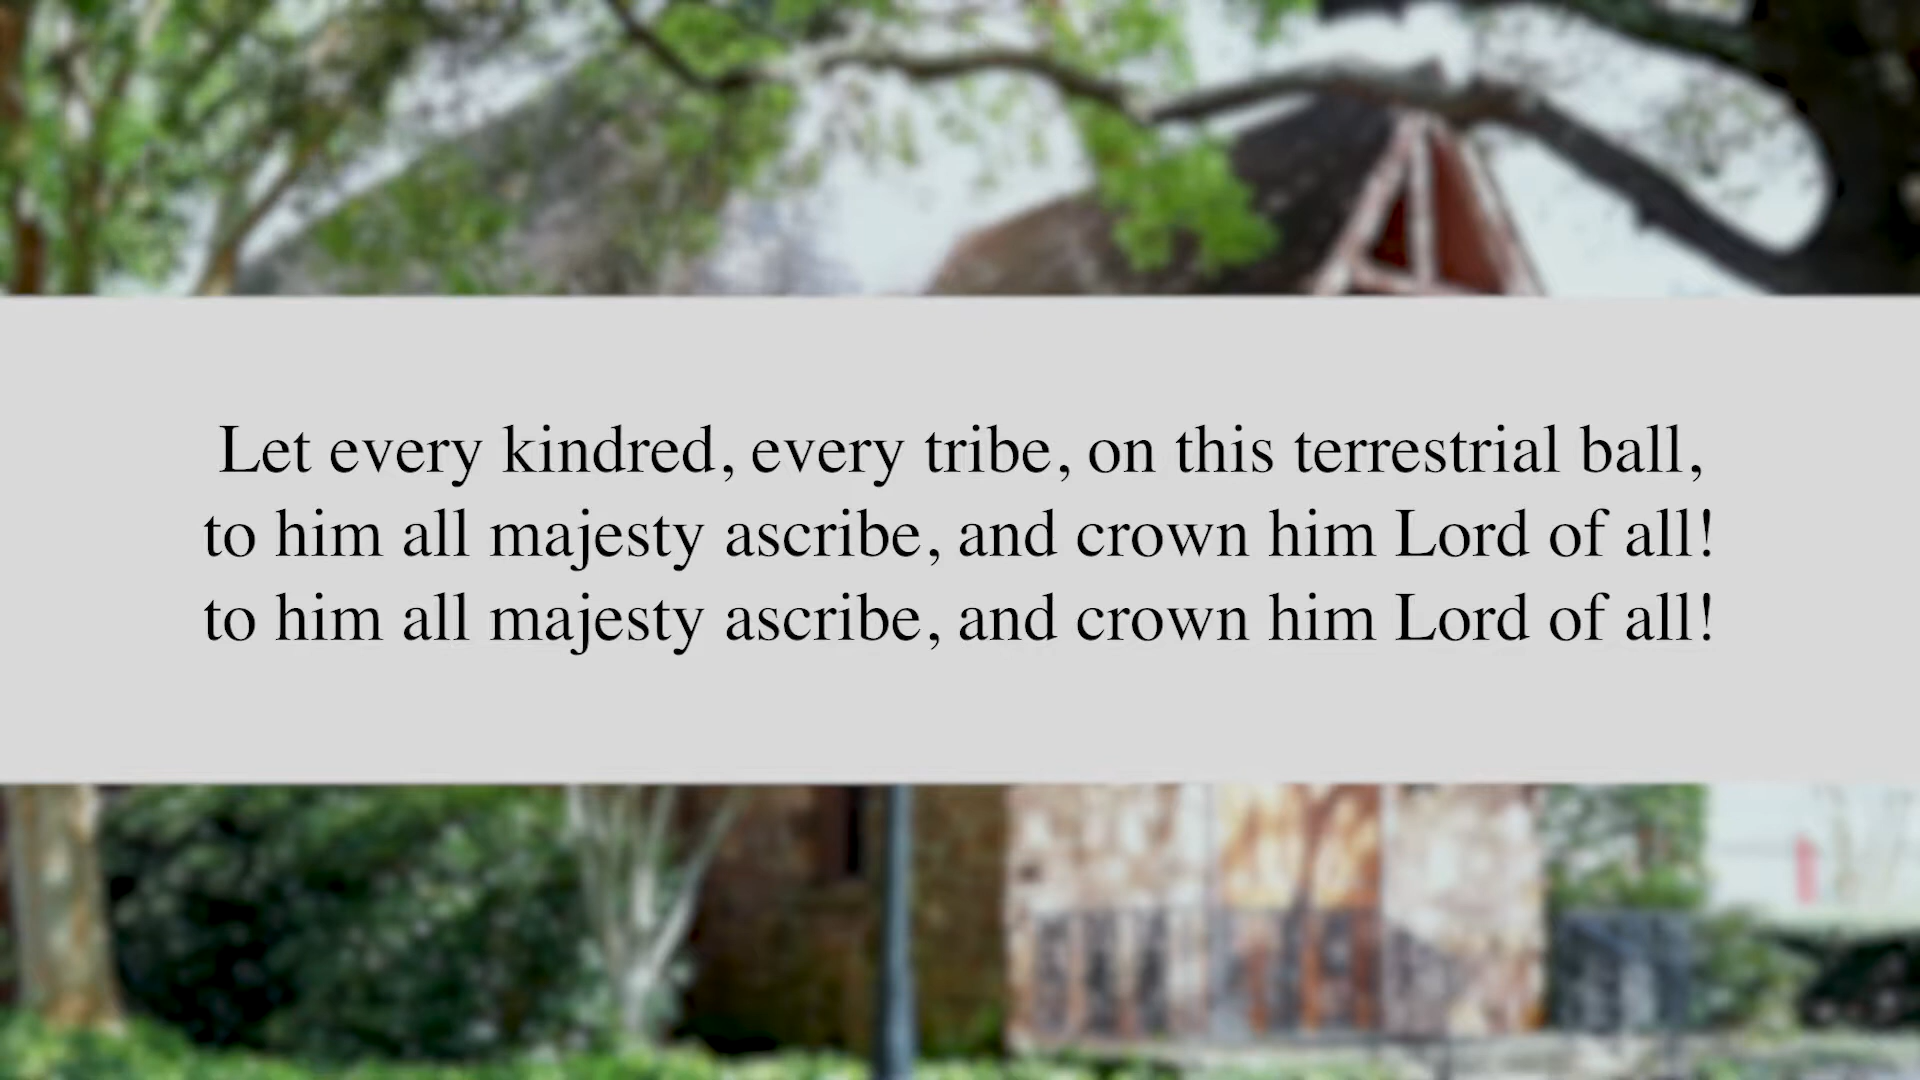 Let every kindred, every tribe, on this terrestrial ball,
to him all majesty ascribe, and crown him Lord of all!
to him all majesty ascribe, and crown him Lord of all!